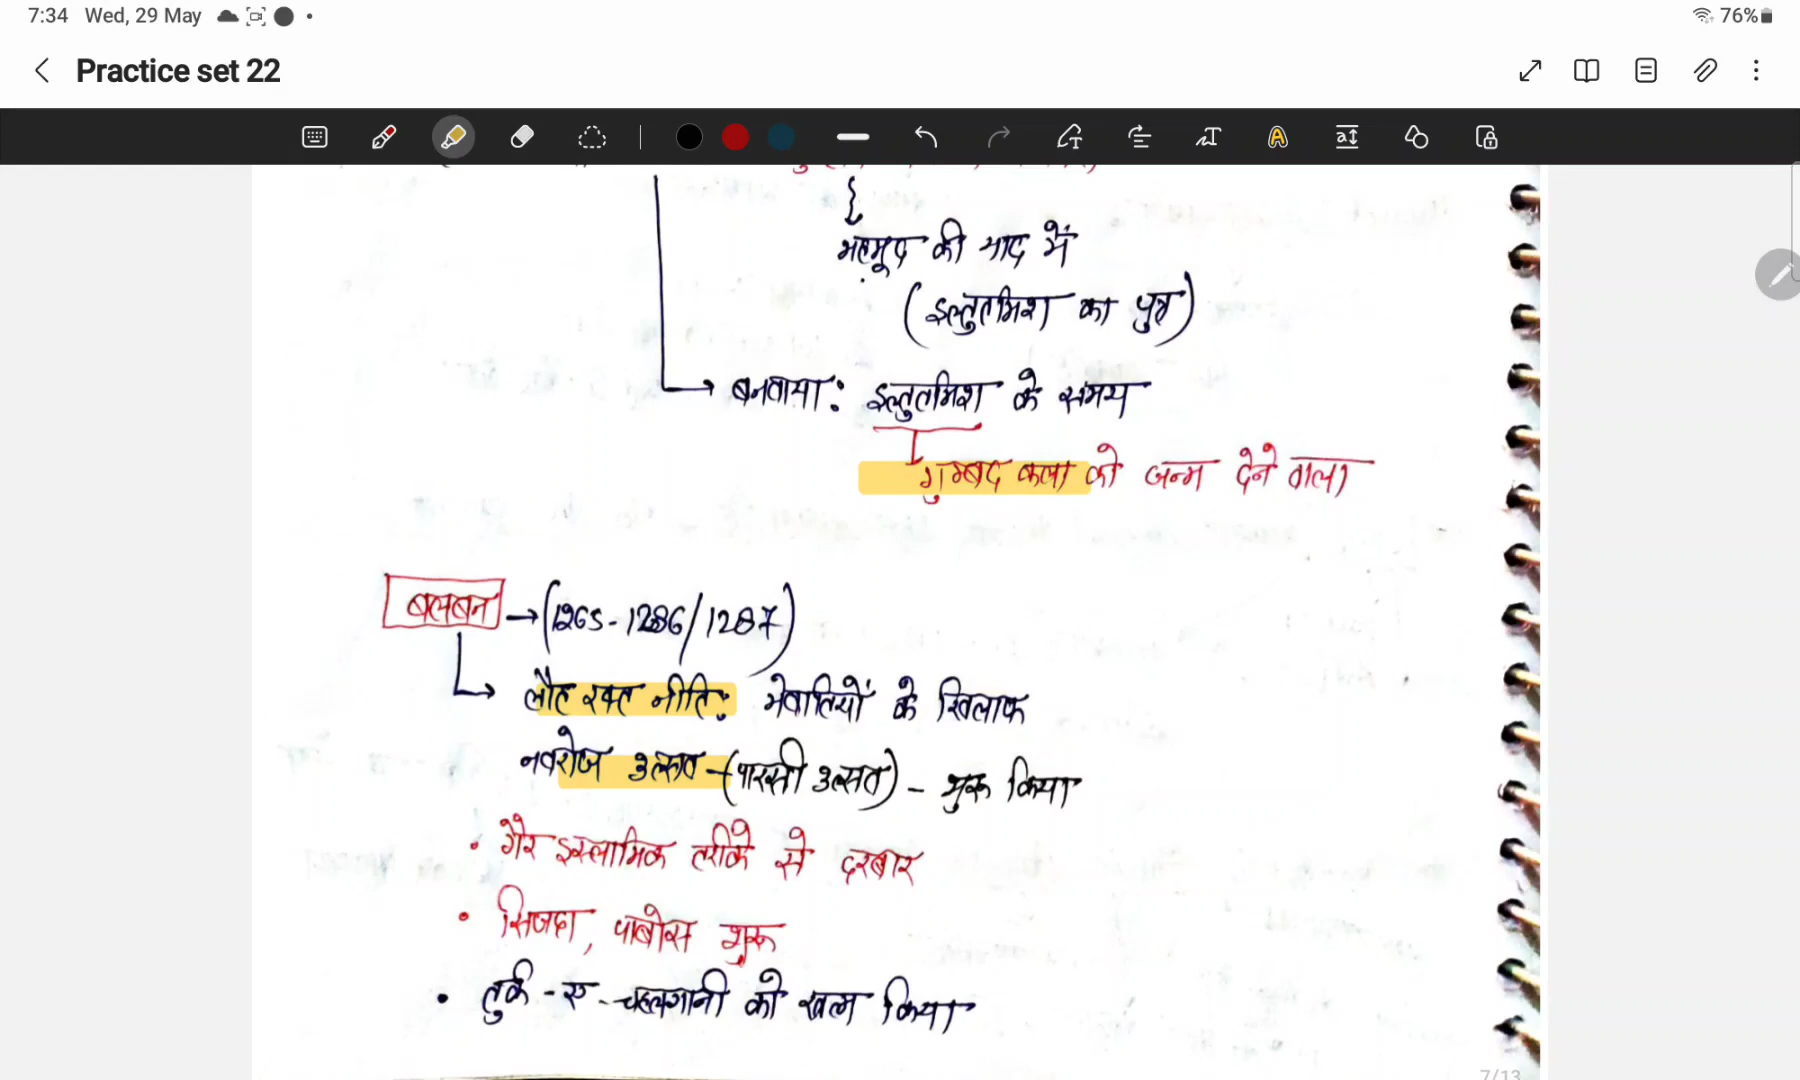 7:34 Wed, 29 May
76%
Practice set 22
महमूद की याद में
(इल्तुतमिश का पुत्र)
बनवाया: इल्तुतमिश के समय
गुम्बद कला को जन्म देने वाला
बलबन → (1265-1286/1287)
लौह रक्त नीति: मेवातियों के खिलाफ
नवरोज उत्सव - (पारसी उत्सव) - शुरू किया
• गैर इस्लामिक तरीके से दरबार
• सिजदा, पाबोस शुरू
• तुर्क-ए-चहलगानी को खत्म किया
7/13